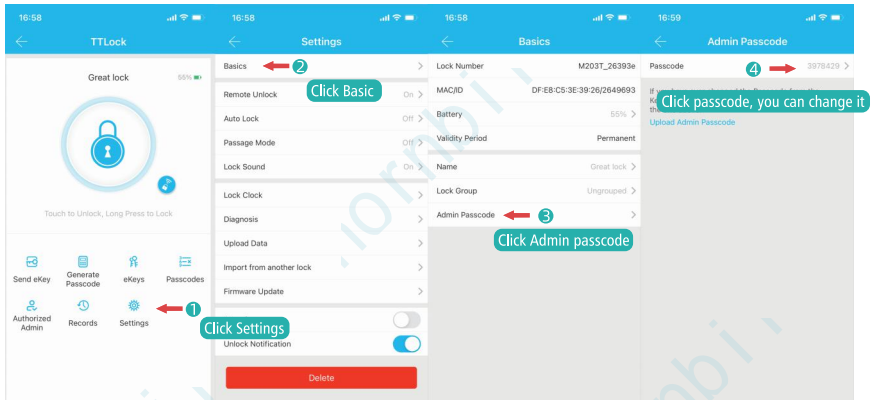 16:58
TTLock
Great lock
55%
Touch to Unlock, Long Press to Lock
Send eKey
Generate Passcode
eKeys
Passcodes
Authorized Admin
Records
Settings
1
Click Settings
16:58
Settings
Basics
2
Click Basic
Remote Unlock
On
Auto Lock
Off
Passage Mode
Off
Lock Sound
On
Lock Clock
Diagnosis
Upload Data
Import from another lock
Firmware Update
Unlock Notification
Delete
16:58
Basics
Lock Number
M203T_26393e
MAC/ID
DF:E8:C5:3E:39:26/2649693
Battery
55%
Validity Period
Permanent
Name
Great lock
Lock Group
Ungrouped
Admin Passcode
3
Click Admin passcode
16:59
Admin Passcode
Passcode
4
3978429
Click passcode, you can change it
Upload Admin Passcode